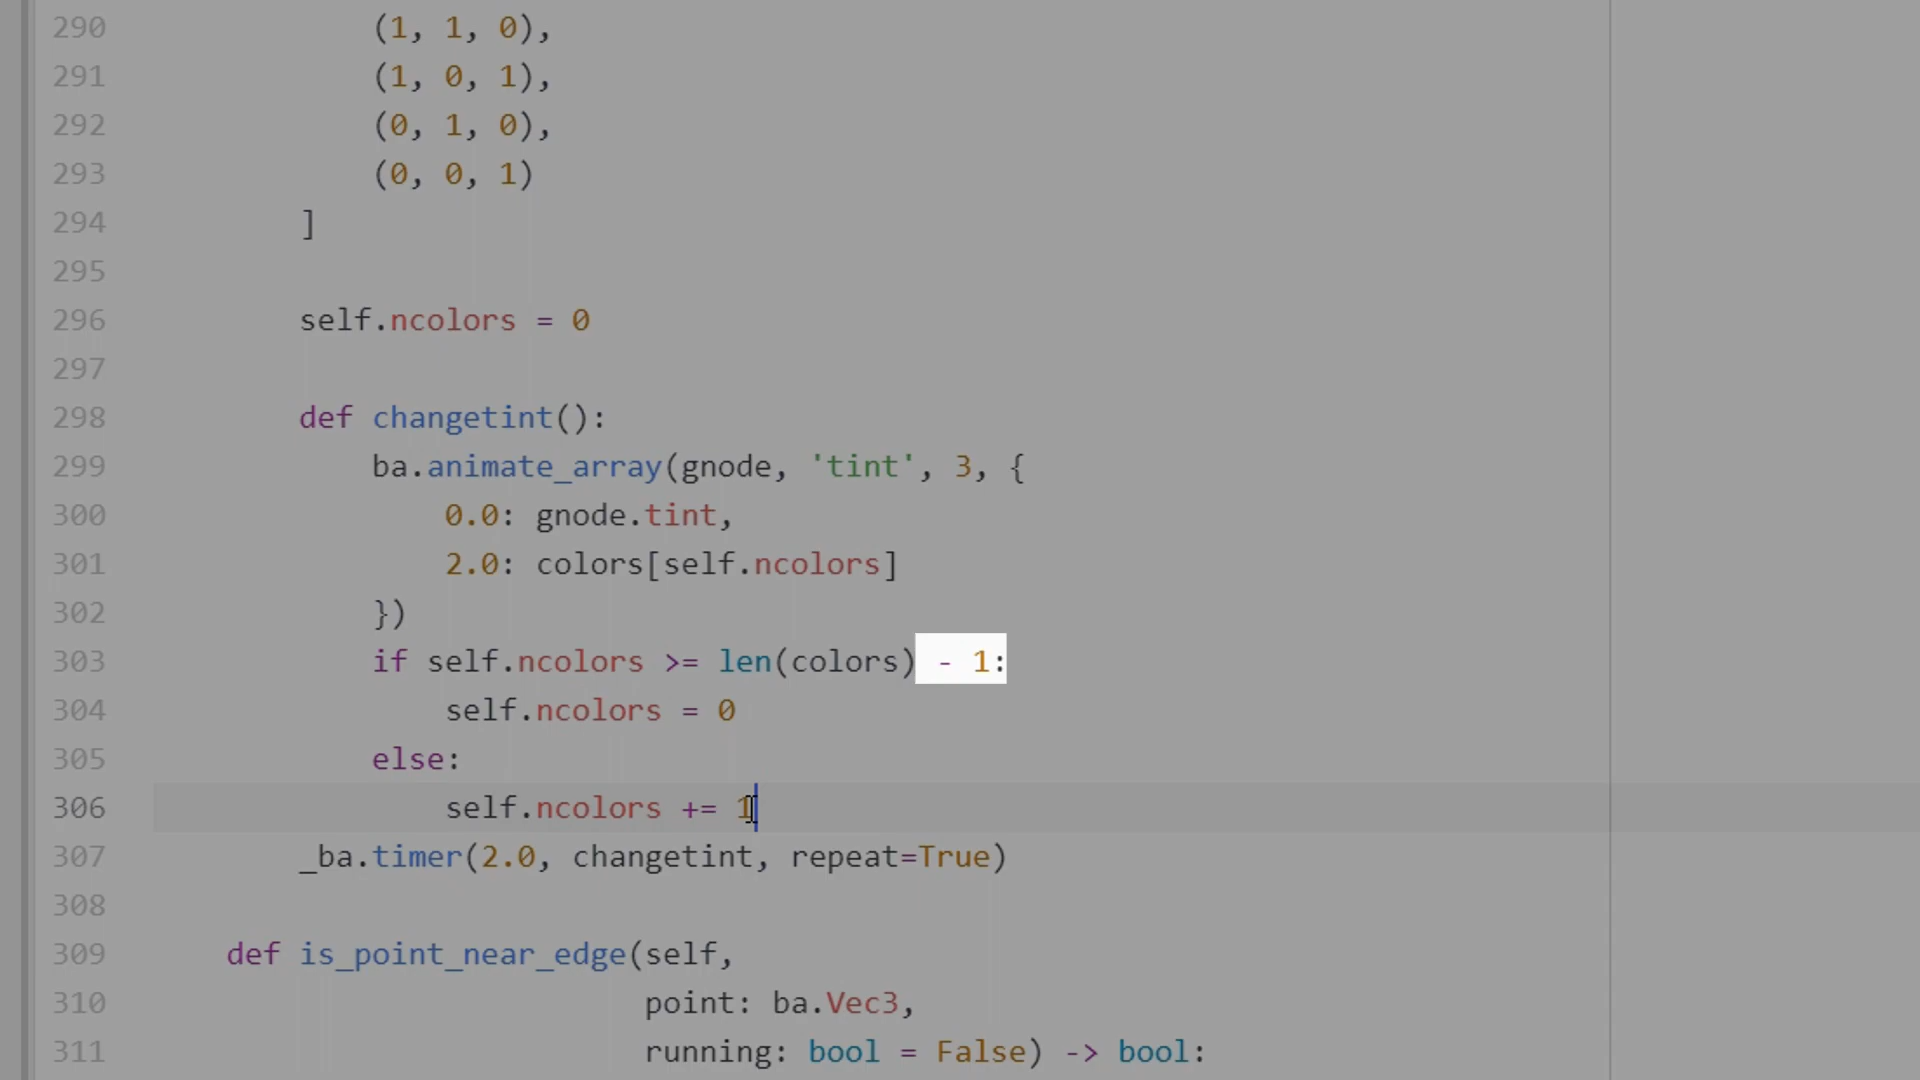 290 (1, 1, 0),
291 (1, 0, 1),
292 (0, 1, 0),
293 (0, 0, 1)
294 ]
295
296 self.ncolors = 0
297
298 def changetint():
299 ba.animate_array(gnode, 'tint', 3, {
300 0.0: gnode.tint,
301 2.0: colors[self.ncolors]
302 })
303 if self.ncolors >= len(colors) - 1:
304 self.ncolors = 0
305 else:
306 self.ncolors += 1
307 _ba.timer(2.0, changetint, repeat=True)
308
309 def is_point_near_edge(self,
310 point: ba.Vec3,
311 running: bool = False) -> bool: